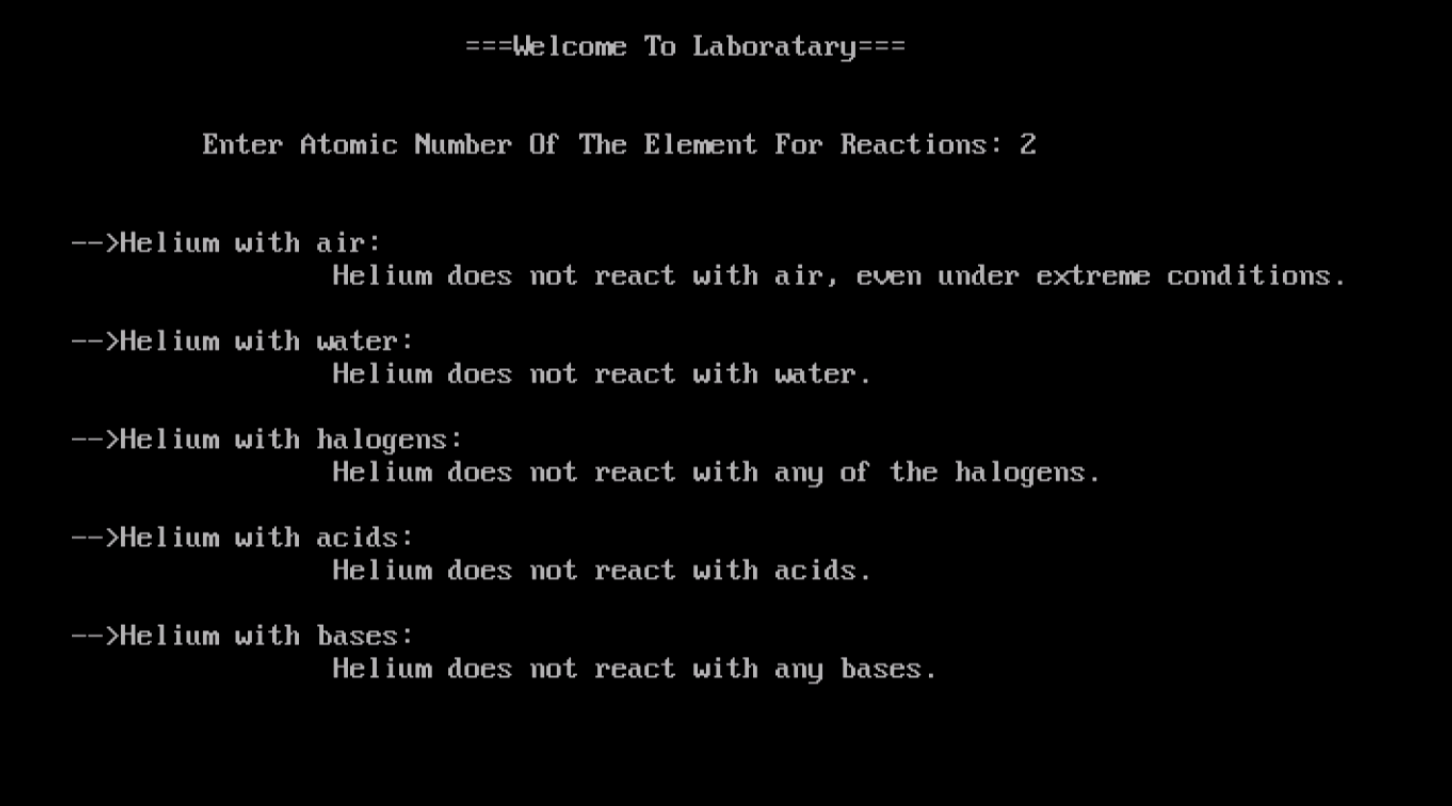 ===Welcome To Laboratary===
Enter Atomic Number Of The Element For Reactions: 2
-->Helium with air:
Helium does not react with air, even under extreme conditions.
-->Helium with water:
Helium does not react with water.
-->Helium with halogens:
Helium does not react with any of the halogens.
-->Helium with acids:
Helium does not react with acids.
-->Helium with bases:
Helium does not react with any bases.